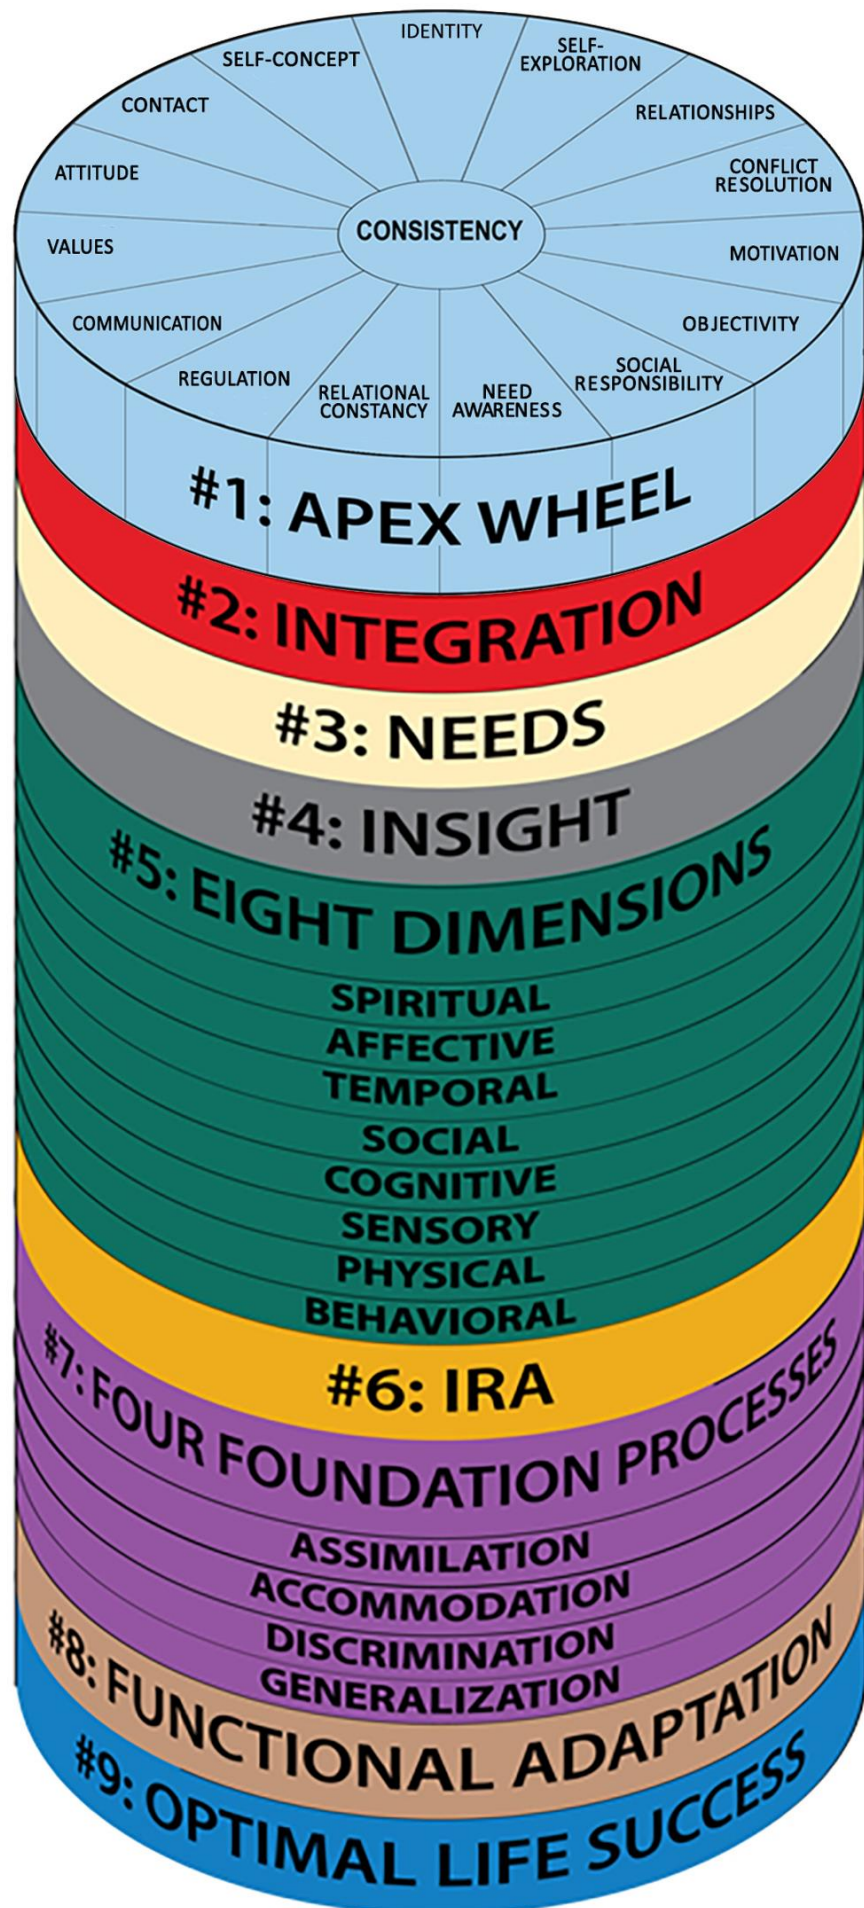 IDENTITY
SELF-
EXPLORATION
RELATIONSHIPS
CONFLICT
RESOLUTION
MOTIVATION
OBJECTIVITY
SOCIAL
RESPONSIBILITY
NEED
AWARENESS
RELATIONAL
CONSTANCY
REGULATION
COMMUNICATION
VALUES
ATTITUDE
CONTACT
SELF-CONCEPT
CONSISTENCY
#1: APEX WHEEL
#2: INTEGRATION
#3: NEEDS
#4: INSIGHT
#5: EIGHT DIMENSIONS
SPIRITUAL
AFFECTIVE
TEMPORAL
SOCIAL
COGNITIVE
SENSORY
PHYSICAL
BEHAVIORAL
#6: IRA
#7: FOUR FOUNDATION PROCESSES
ASSIMILATION
ACCOMMODATION
DISCRIMINATION
GENERALIZATION
#8: FUNCTIONAL ADAPTATION
#9: OPTIMAL LIFE SUCCESS